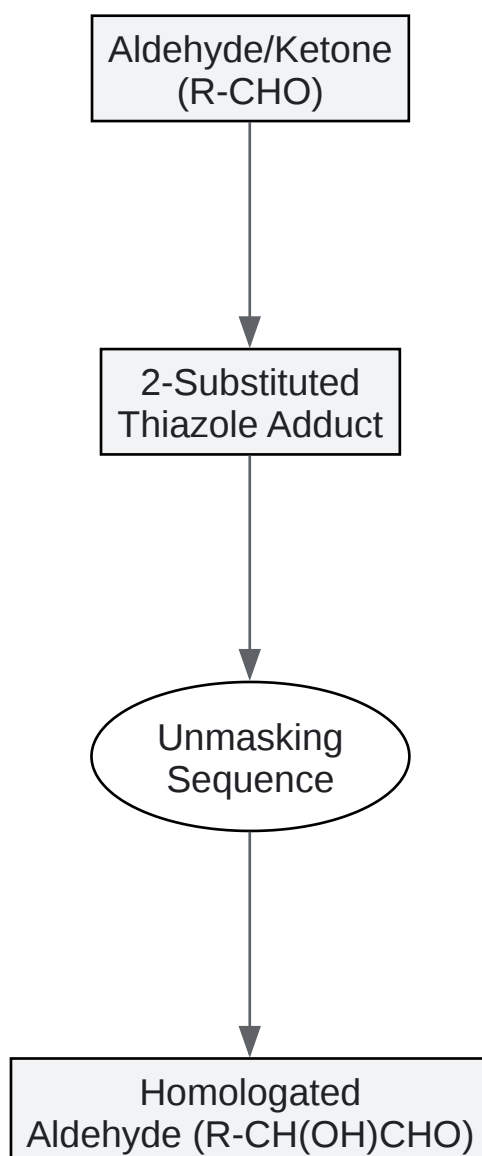 Aldehyde/Ketone
(R-CHO)
2-Substituted
Thiazole Adduct
Unmasking
Sequence
Homologated
Aldehyde (R-CH(OH)CHO)